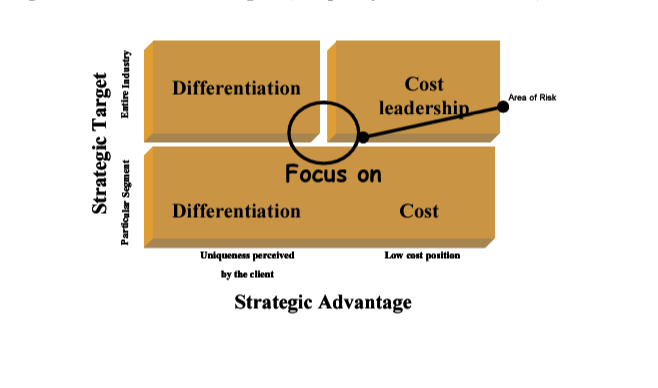 Differentiation
Cost
leadership
Area of Risk
Strategic Target
Entire Industry
Particular Segment
Focus on
Differentiation
Cost
Uniqueness perceived
by the client
Low cost position
Strategic Advantage